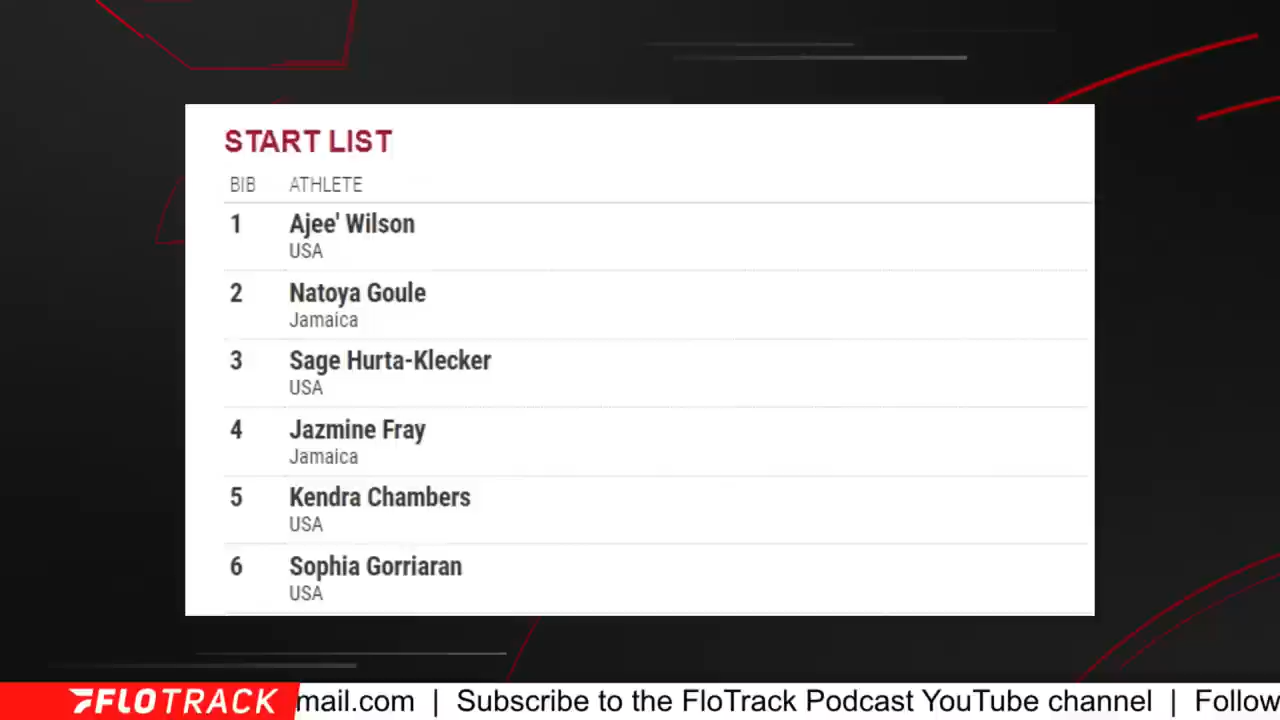 START LIST
BIB ATHLETE
1 Ajee' Wilson
USA
2 Natoya Goule
Jamaica
3 Sage Hurta-Klecker
USA
4 Jazmine Fray
Jamaica
5 Kendra Chambers
USA
6 Sophia Gorriaran
USA
FLOTRACK mail.com | Subscribe to the FloTrack Podcast YouTube channel | Follow